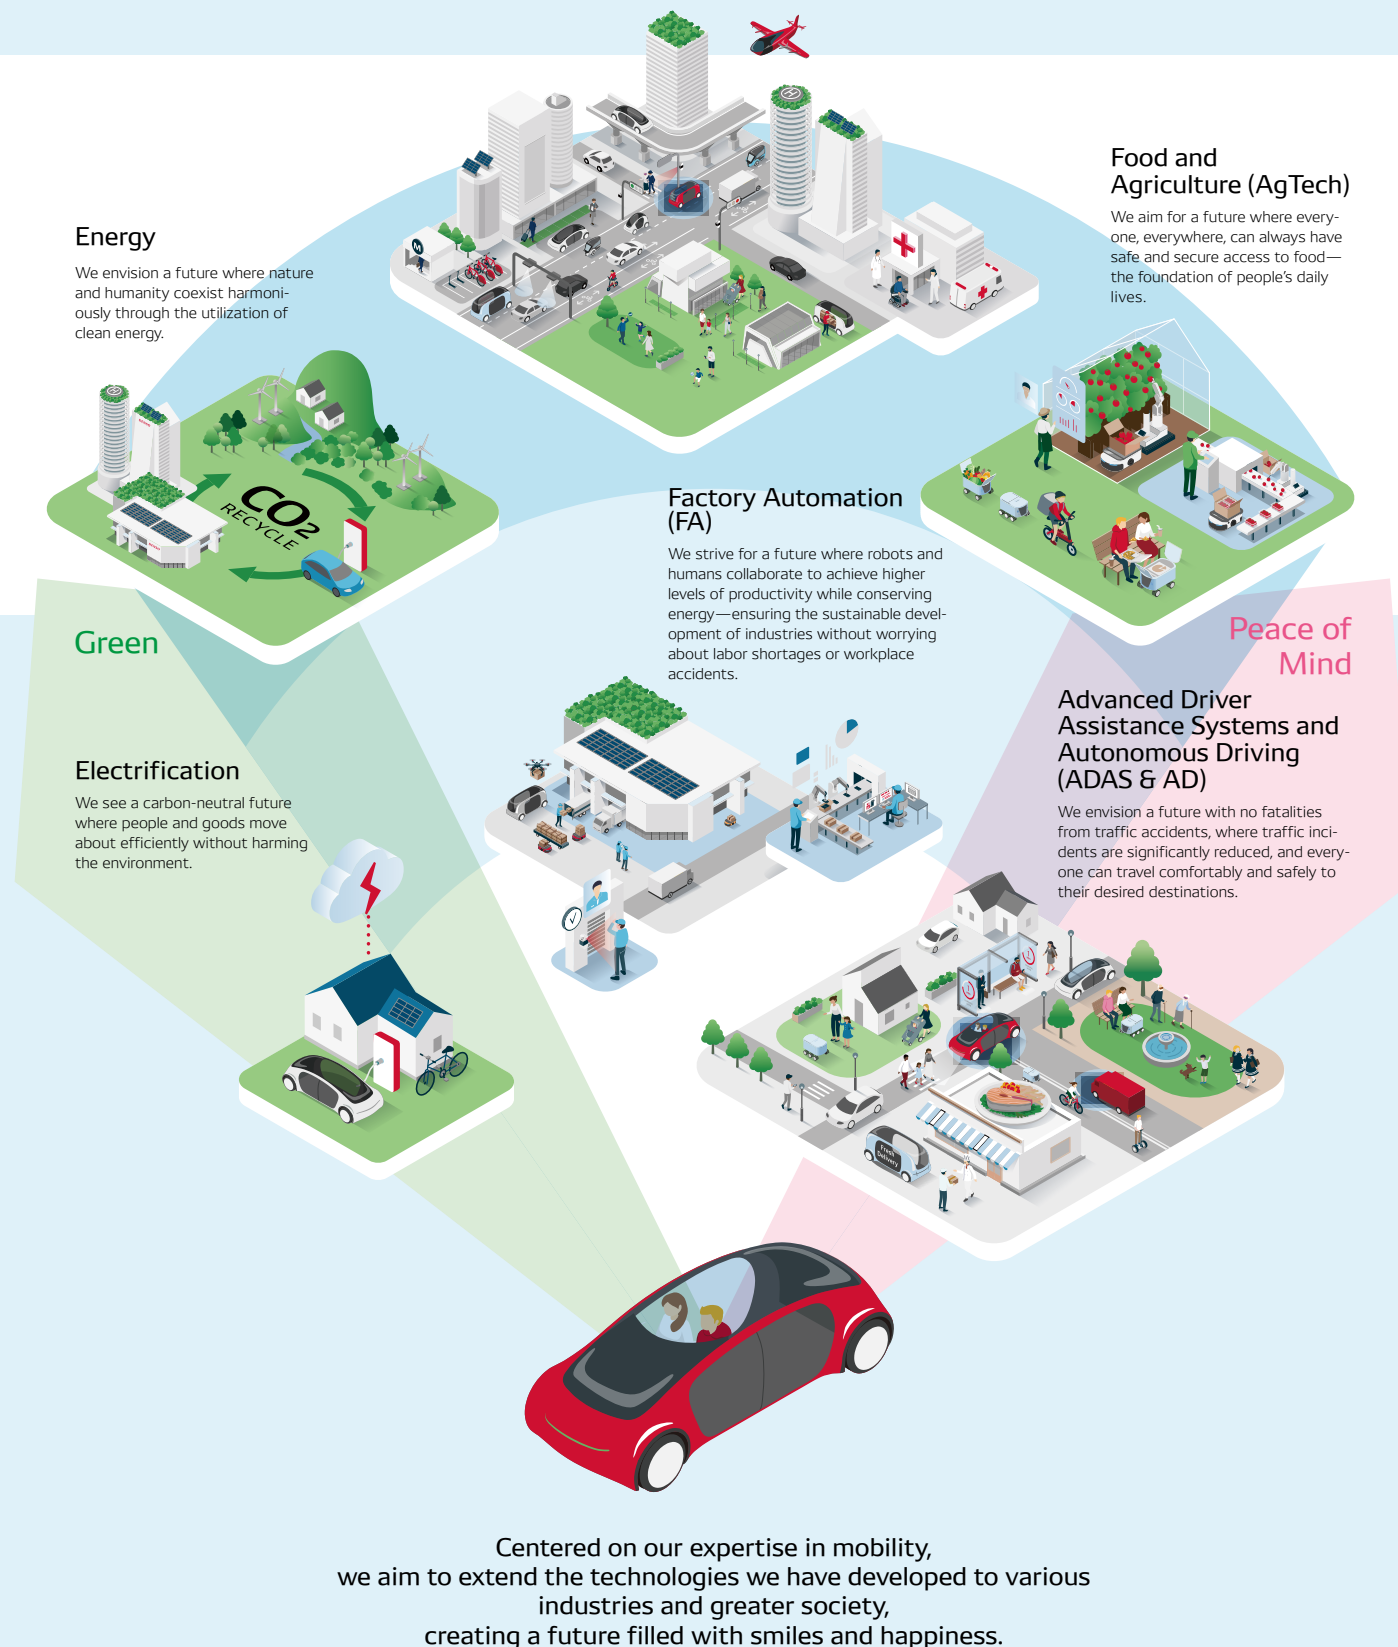 Food and
Agriculture (AgTech)
We aim for a future where every-
one, everywhere, can always have
safe and secure access to food—
the foundation of people's daily
lives.
Energy
We envision a future where nature
and humanity coexist harmoni-
ously through the utilization of
clean energy.
H
M
H
CO2
RECYCLE
Factory Automation
(FA)
We strive for a future where robots and
humans collaborate to achieve higher
levels of productivity while conserving
energy—ensuring the sustainable devel-
opment of industries without worrying
about labor shortages or workplace
accidents.
Green
Peace of
Mind
Electrification
We see a carbon-neutral future
where people and goods move
about efficiently without harming
the environment.
Advanced Driver
Assistance Systems and
Autonomous Driving
(ADAS & AD)
We envision a future with no fatalities
from traffic accidents, where traffic inci-
dents are significantly reduced, and every-
one can travel comfortably and safely to
their desired destinations.
Fresh
Delivery
Centered on our expertise in mobility,
we aim to extend the technologies we have developed to various
industries and greater society,
creating a future filled with smiles and happiness.